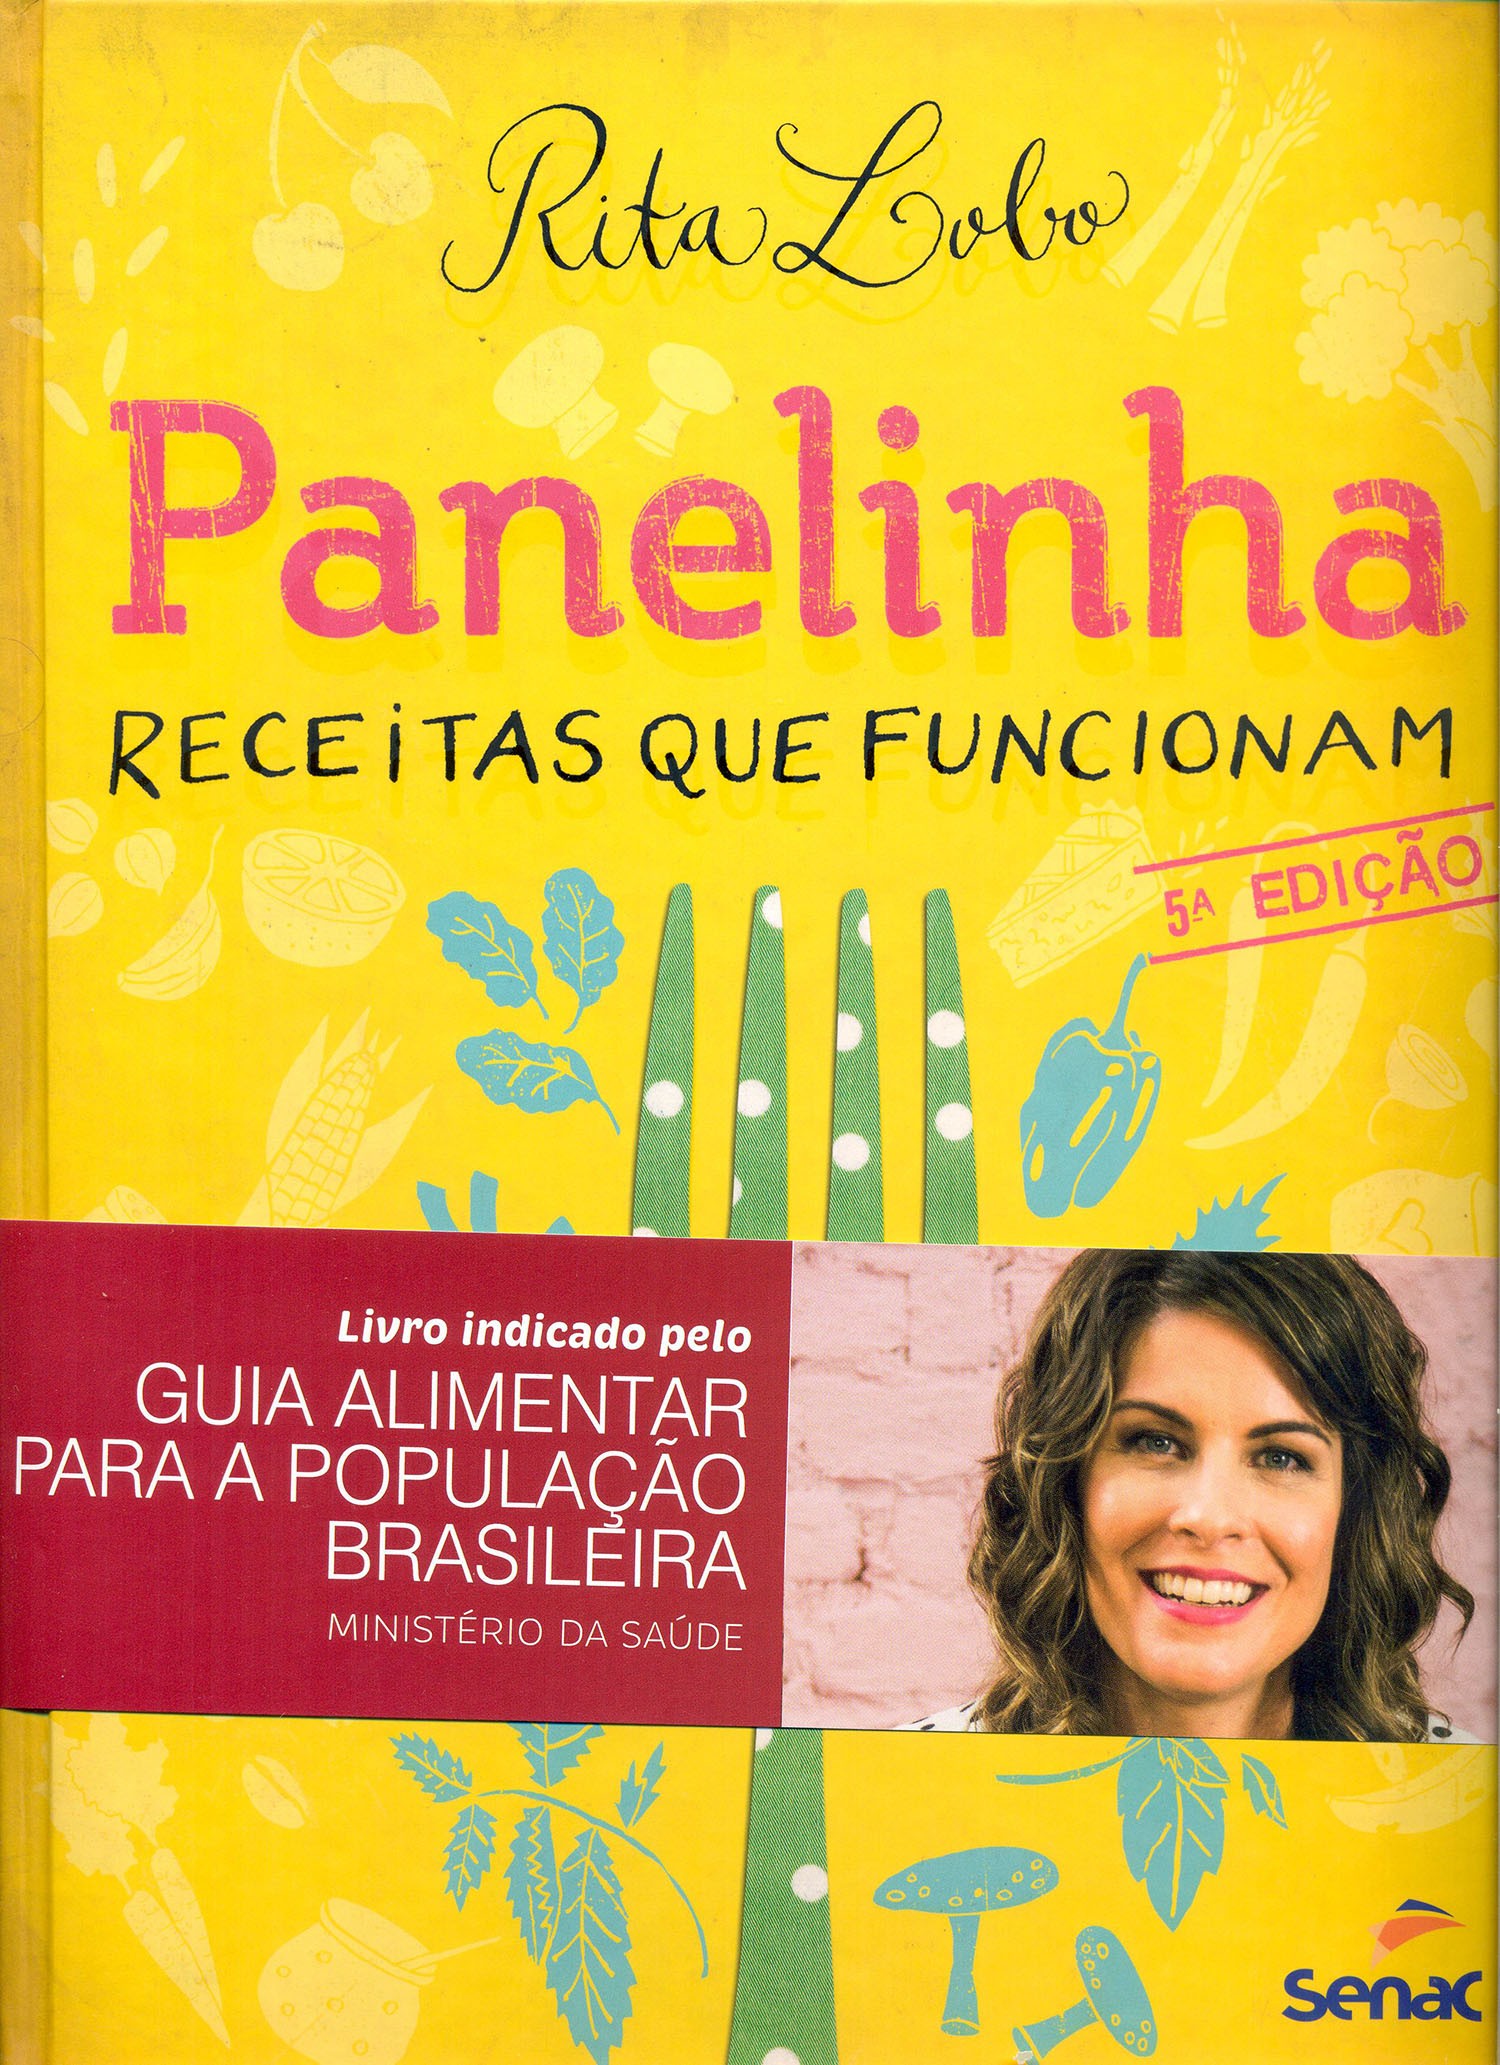 Rita Lobo
Panelinha
RECEiTAS QUE FUNCIONAM
5ª EDIÇÃO
Livro indicado pelo
GUIA ALIMENTAR
PARA A POPULAÇÃO
BRASILEIRA
MINISTÉRIO DA SAÚDE
Senac